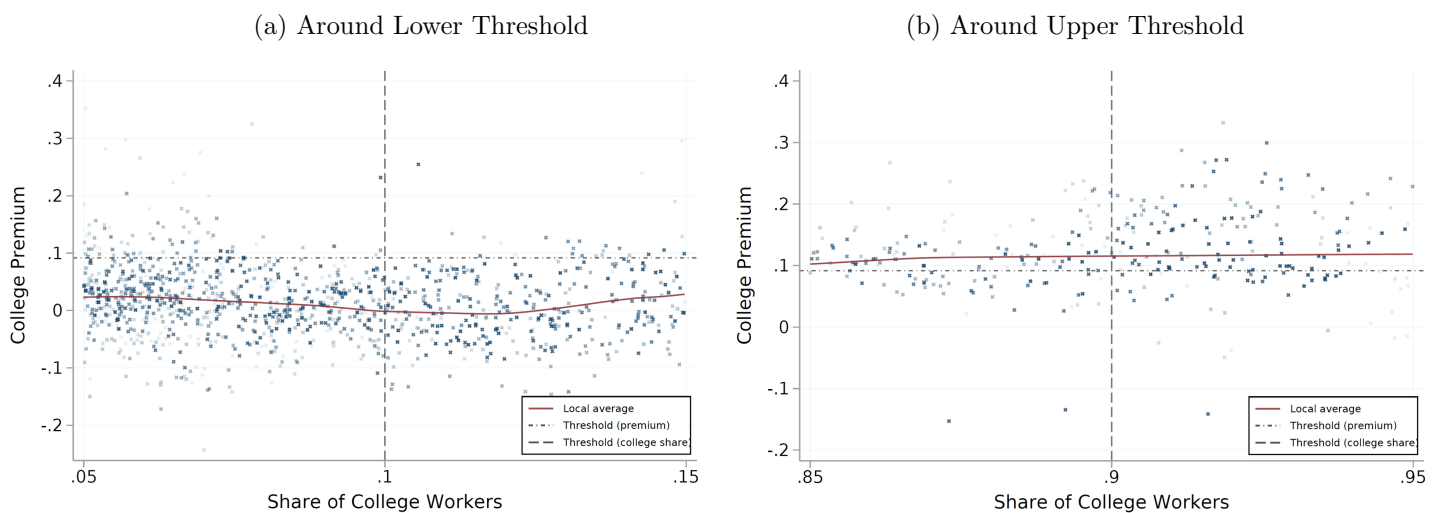 (a) Around Lower Threshold
College Premium
.4
.3
.2
.1
0
-.1
-.2
Local average
Threshold (premium)
Threshold (college share)
.05
.1
.15
Share of College Workers
(b) Around Upper Threshold
College Premium
.4
.3
.2
.1
0
-.1
-.2
Local average
Threshold (premium)
Threshold (college share)
.85
.9
.95
Share of College Workers